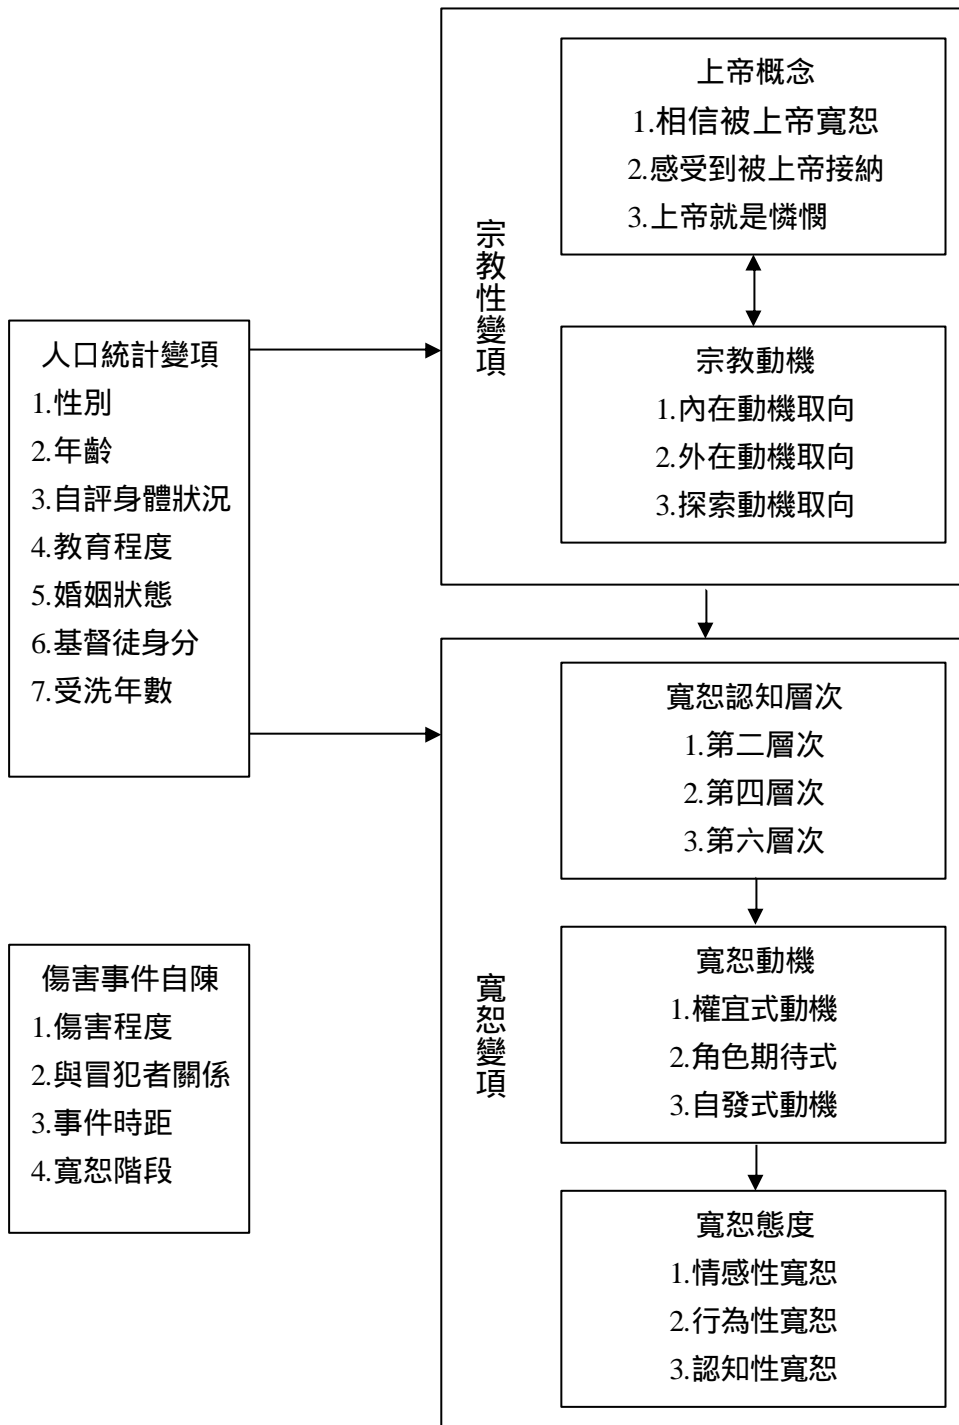 上帝概念
1.相信被上帝寬恕
2.感受到被上帝接納
3.上帝就是憐憫
宗教性變項
宗教動機
1.內在動機取向
2.外在動機取向
3.探索動機取向
人口統計變項
1.性別
2.年齡
3.自評身體狀況
4.教育程度
5.婚姻狀態
6.基督徒身分
7.受洗年數
寬恕認知層次
1.第二層次
2.第四層次
3.第六層次
寬恕變項
寬恕動機
1.權宜式動機
2.角色期待式
3.自發式動機
傷害事件自陳
1.傷害程度
2.與冒犯者關係
3.事件時距
4.寬恕階段
寬恕態度
1.情感性寬恕
2.行為性寬恕
3.認知性寬恕